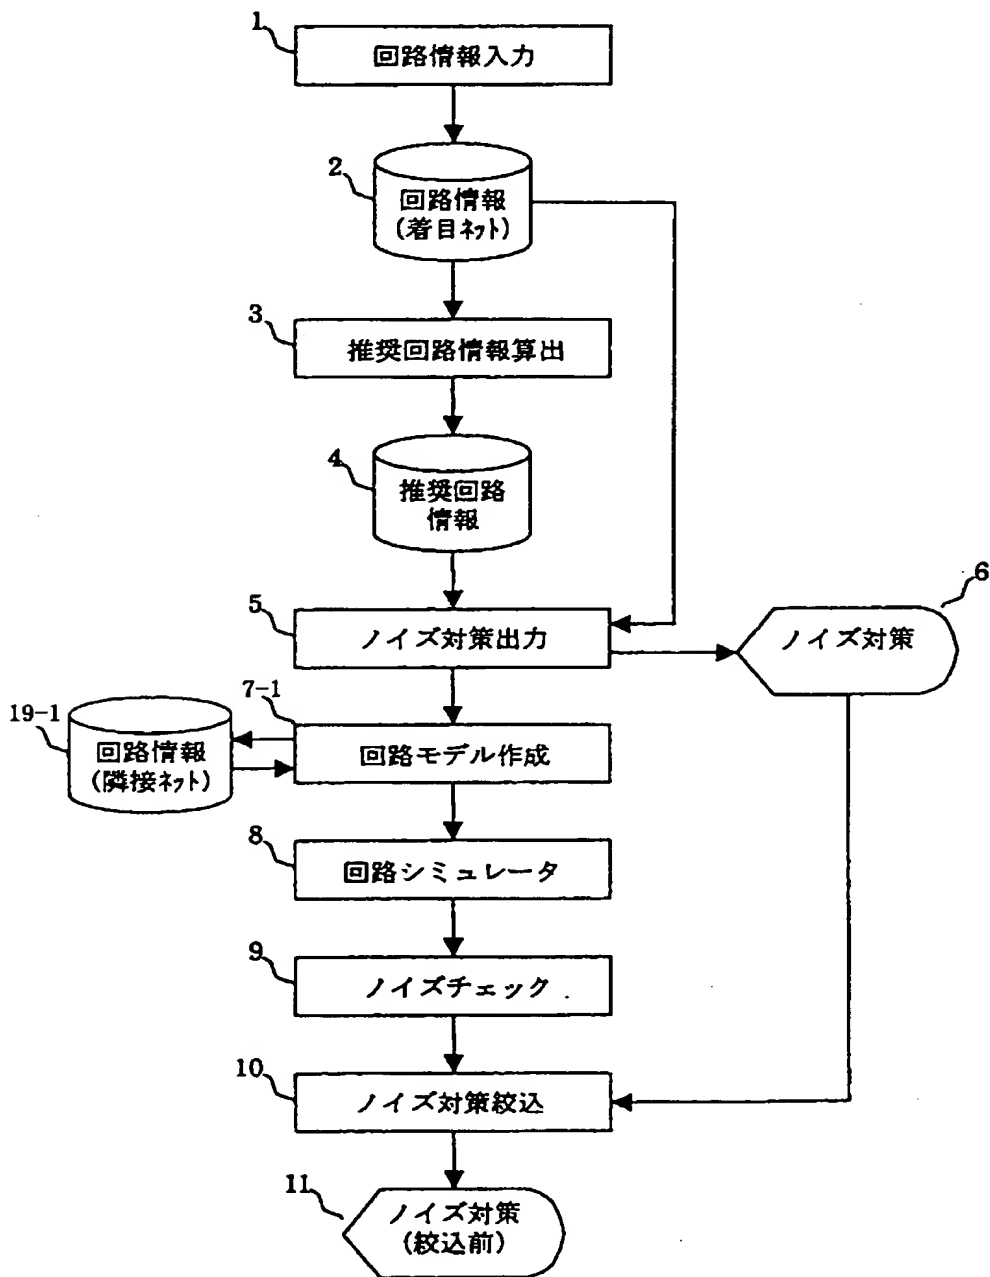 1
回路情報入力
2
回路情報
(着目ネット)
3
推奨回路情報算出
4
推奨回路
情報
5
ノイズ対策出力
6
ノイズ対策
7-1
回路モデル作成
19-1
回路情報
(隣接ネット)
8
回路シミュレータ
9
ノイズチェック
10
ノイズ対策絞込
11
ノイズ対策
(絞込前)